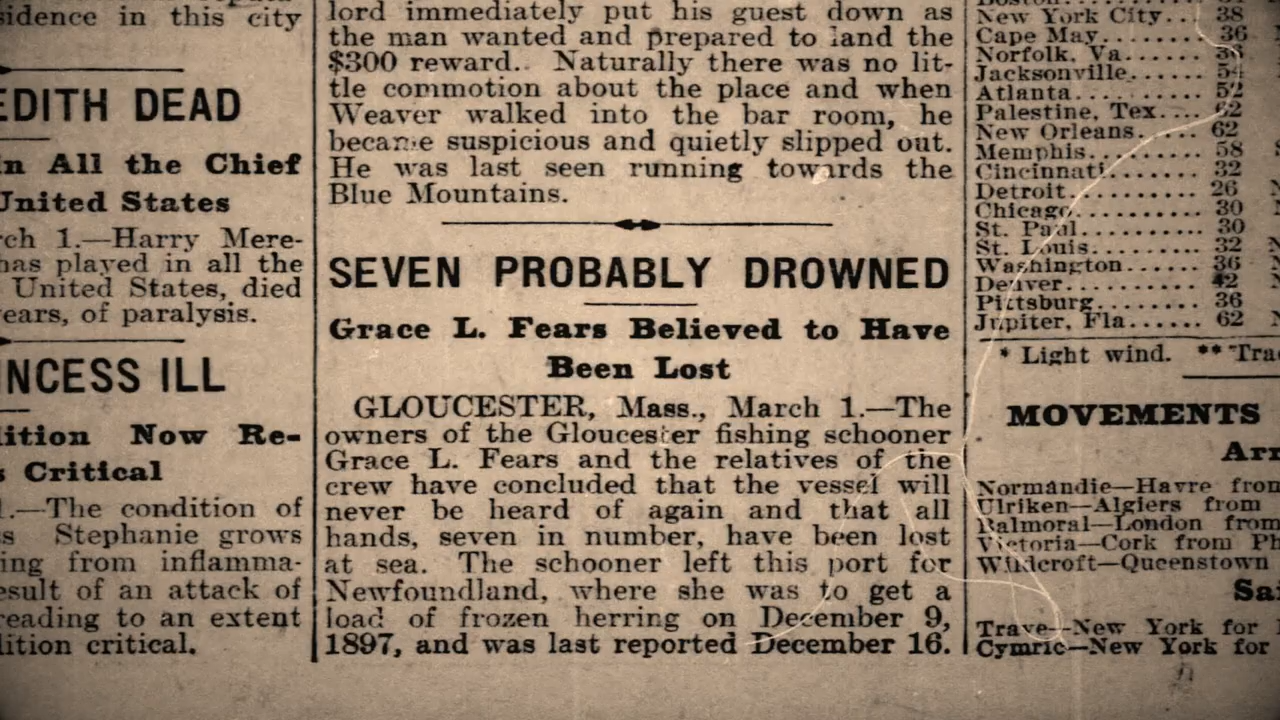 sidence in this city
EDITH DEAD
in All the Chief
United States
rch 1.—Harry Mere-
has played in all the
United States, died
ears, of paralysis.
NCESS ILL
dition Now Re-
s Critical
1.—The condition of
s Stephanie grows
ing from inflamma-
esult of an attack of
reading to an extent
dition critical.
lord immediately put his guest down as
the man wanted and prepared to land the
$300 reward. Naturally there was no lit-
tle commotion about the place and when
Weaver walked into the bar room, he
became suspicious and quietly slipped out.
He was last seen running towards the
Blue Mountains.
SEVEN PROBABLY DROWNED
Grace L. Fears Believed to Have
Been Lost
GLOUCESTER, Mass., March 1.—The
owners of the Gloucester fishing schooner
Grace L. Fears and the relatives of the
crew have concluded that the vessel will
never be heard of again and that all
hands, seven in number, have been lost
at sea. The schooner left this port for
Newfoundland, where she was to get a
load of frozen herring on December 9,
1897, and was last reported December 16.
New York City.. 38
Cape May........ 36
Norfolk, Va.....
Jacksonville...... 54
Atlanta.......... 52
Palestine, Tex.... 62
New Orleans..... 62
Memphis......... 58
Cincinnati....... 32
Detroit.......... 26
Chicago......... 30
St. Paul......... 30
St. Louis........ 32
Washington...... 36
Denver.......... 42
Pittsburg........ 36
Jupiter, Fla..... 62
* Light wind. ** Tra
MOVEMENTS
Arr
Normandie—Havre from
Ulriken—Algiers from
Balmoral—London from
Victoria—Cork from Ph
Wildcroft—Queenstown
Sa
Trave—New York for
Cymric—New York for